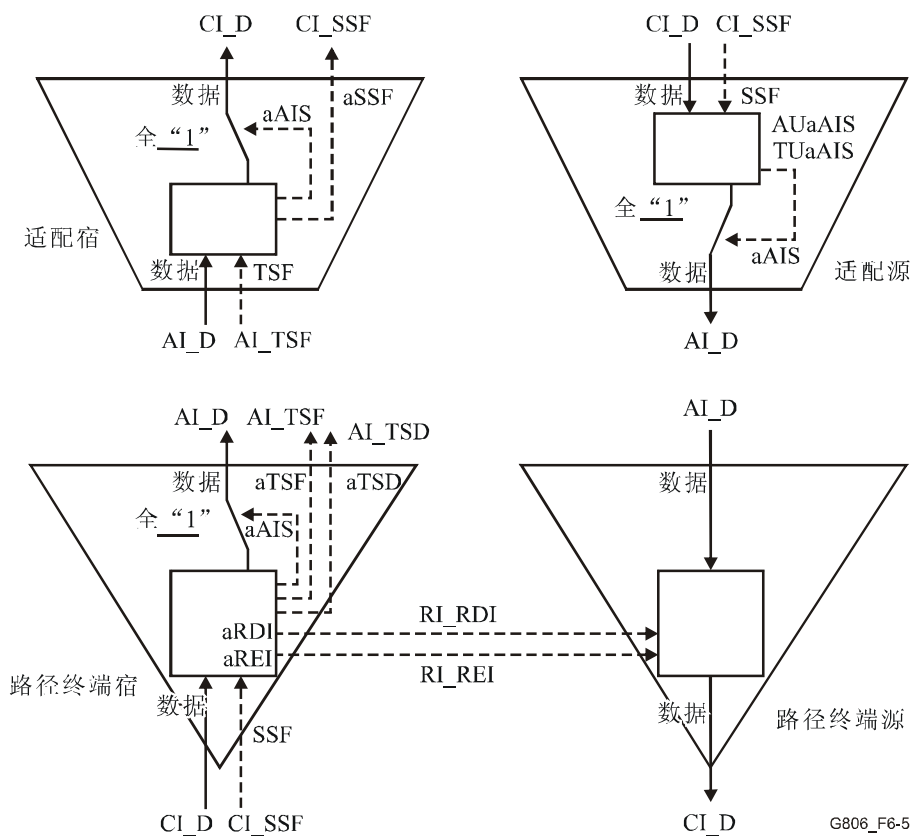 CI_D
CI_SSF
数据
aSSF
aAIS
全“1”
适配宿
数据
TSF
AI_D
AI_TSF
CI_D
CI_SSF
数据
SSF
AUaAIS
TUaAIS
全“1”
aAIS
数据
适配源
AI_D
AI_D
AI_TSF
AI_TSD
数据
aTSF
aTSD
全“1”
aAIS
aRDI
aREI
路径终端宿
数据
SSF
CI_D
CI_SSF
RI_RDI
RI_REI
AI_D
数据
数据
路径终端源
CI_D
G806_F6-5